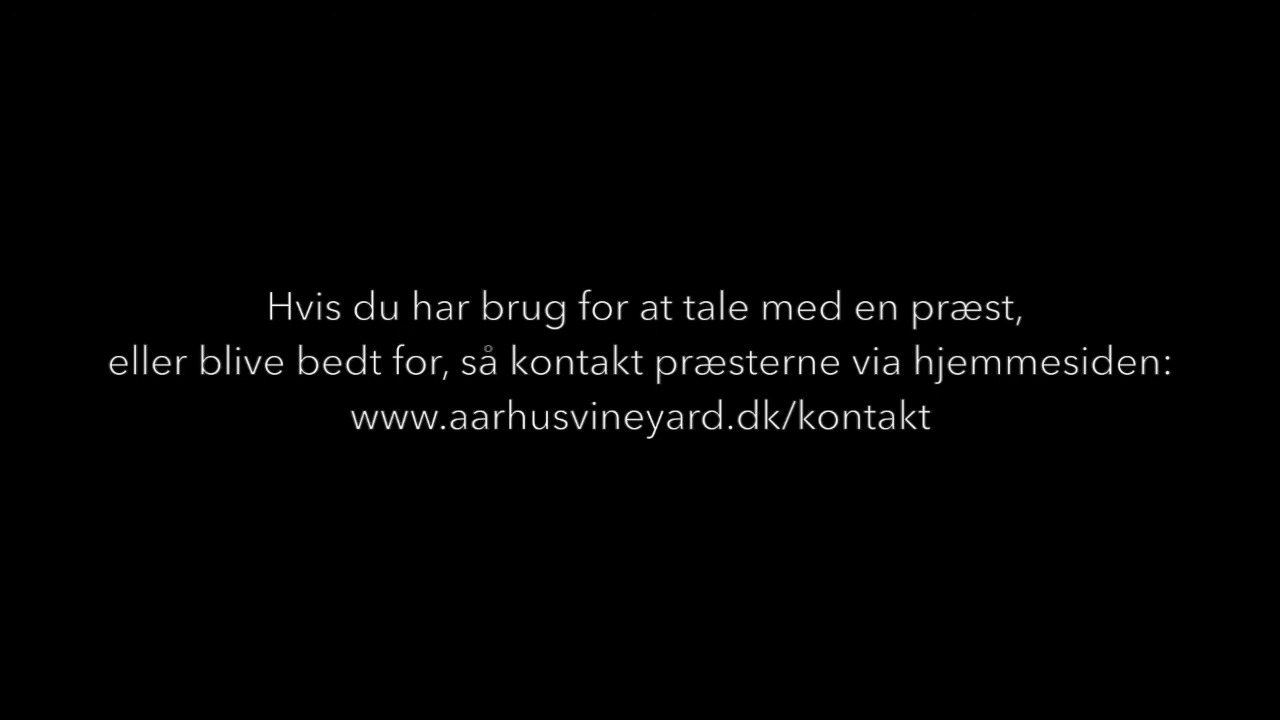 Hvis du har brug for at tale med en præst,
eller blive bedt for, så kontakt præsterne via hjemmesiden:
www.aarhusvineyard.dk/kontakt